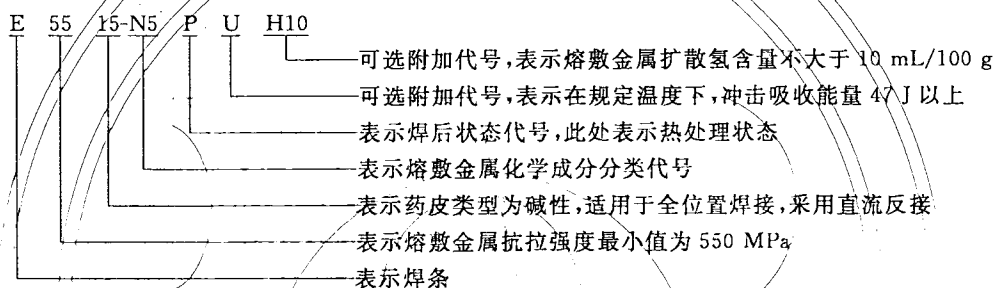 E 55 15-N5 P U H10
可选附加代号,表示熔敷金属扩散氢含量不大于 10 mL/100 g
可选附加代号,表示在规定温度下,冲击吸收能量 47 J 以上
表示焊后状态代号,此处表示热处理状态
表示熔敷金属化学成分分类代号
表示药皮类型为碱性,适用于全位置焊接,采用直流反接
表示熔敷金属抗拉强度最小值为 550 MPa
表示焊条